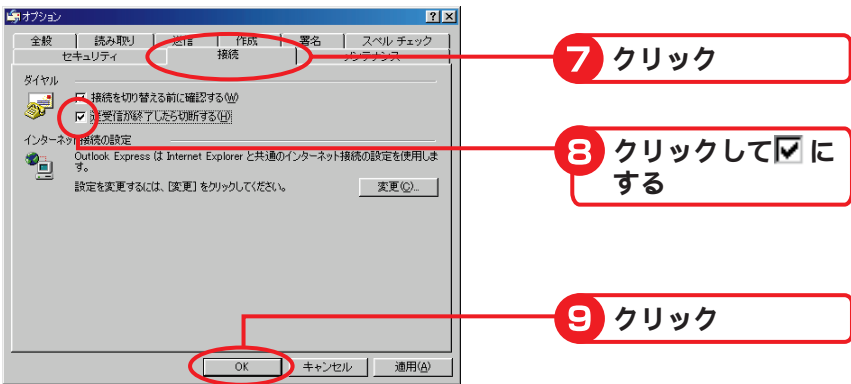 オプション
全般 読み取り 送信 作成 署名 スペル チェック
セキュリティ 接続 メンテナンス
ダイヤル
接続を切り替える前に確認する(W)
送受信が終了したら切断する(H)
インターネット接続の設定
Outlook Express は Internet Explorer と共通のインターネット接続の設定を使用しま
す。
設定を変更するには、[変更] をクリックしてください。
変更(O)...
OK キャンセル 適用(A)
7 クリック
8 クリックして に
する
9 クリック